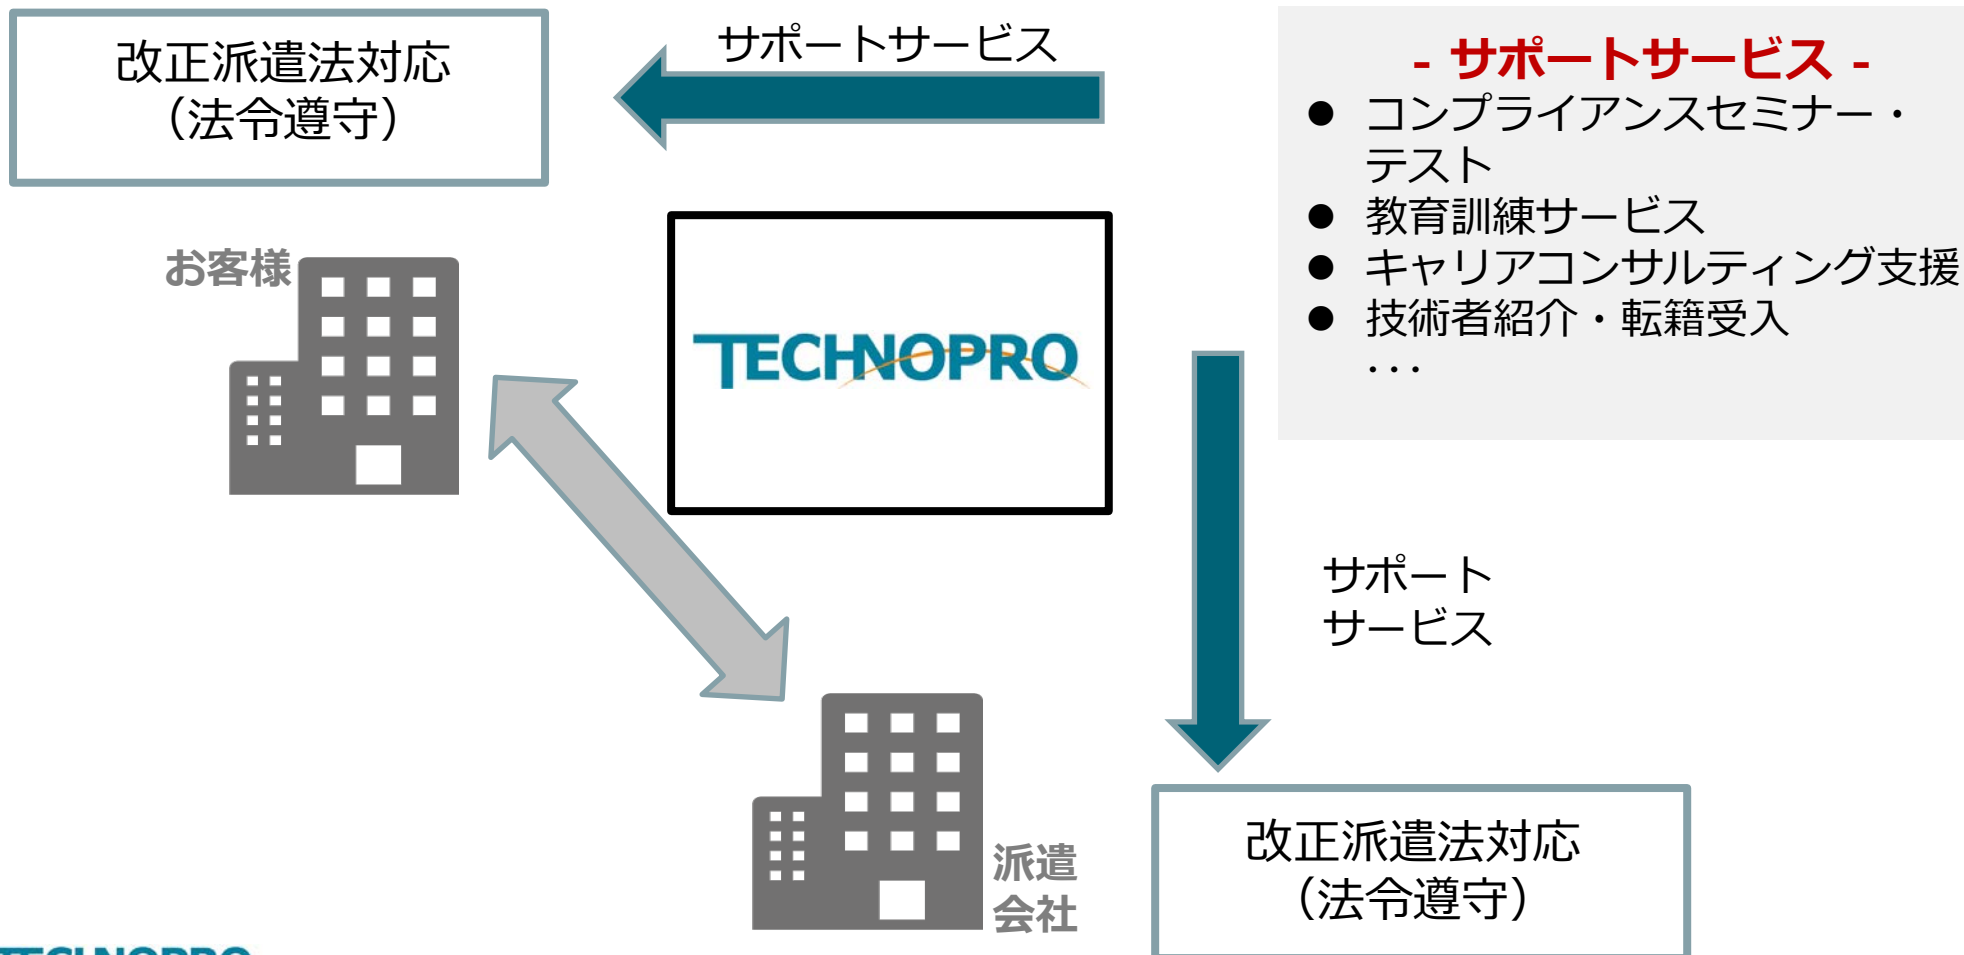 改正派遣法対応
（法令遵守）
サポートサービス
- サポートサービス -
● コンプライアンスセミナー・
テスト
● 教育訓練サービス
● キャリアコンサルティング支援
● 技術者紹介・転籍受入
･･･
お客様
TECHNOPRO
サポート
サービス
派遣
会社
改正派遣法対応
（法令遵守）
TECHNOPRO